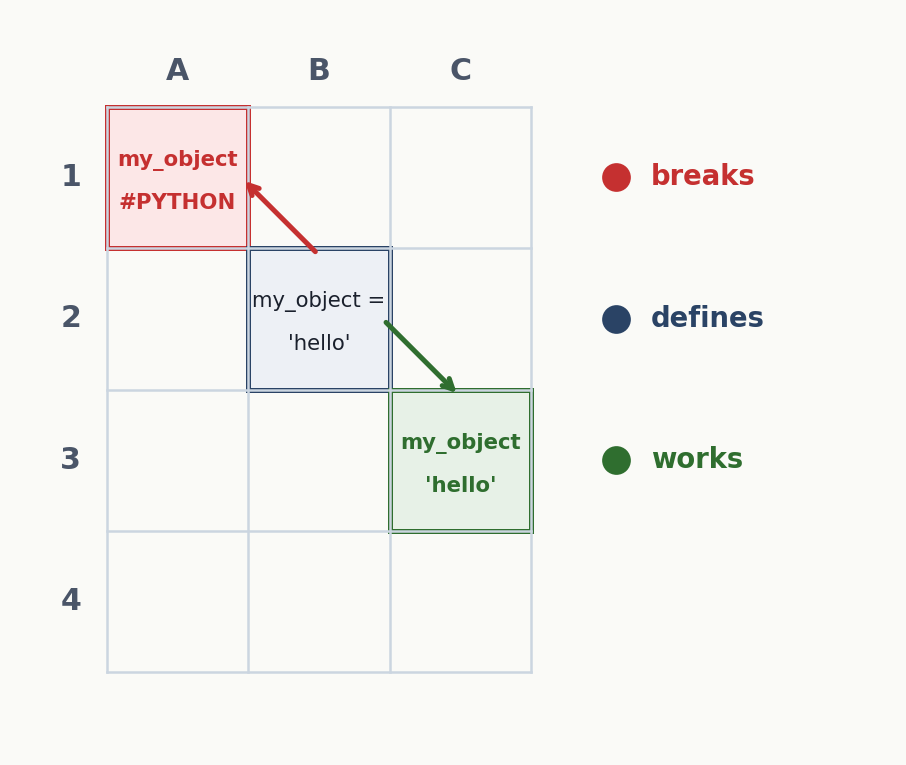 A B C
1
my_object
#PYTHON
breaks
2
my_object =
'hello'
defines
3
my_object
'hello'
works
4